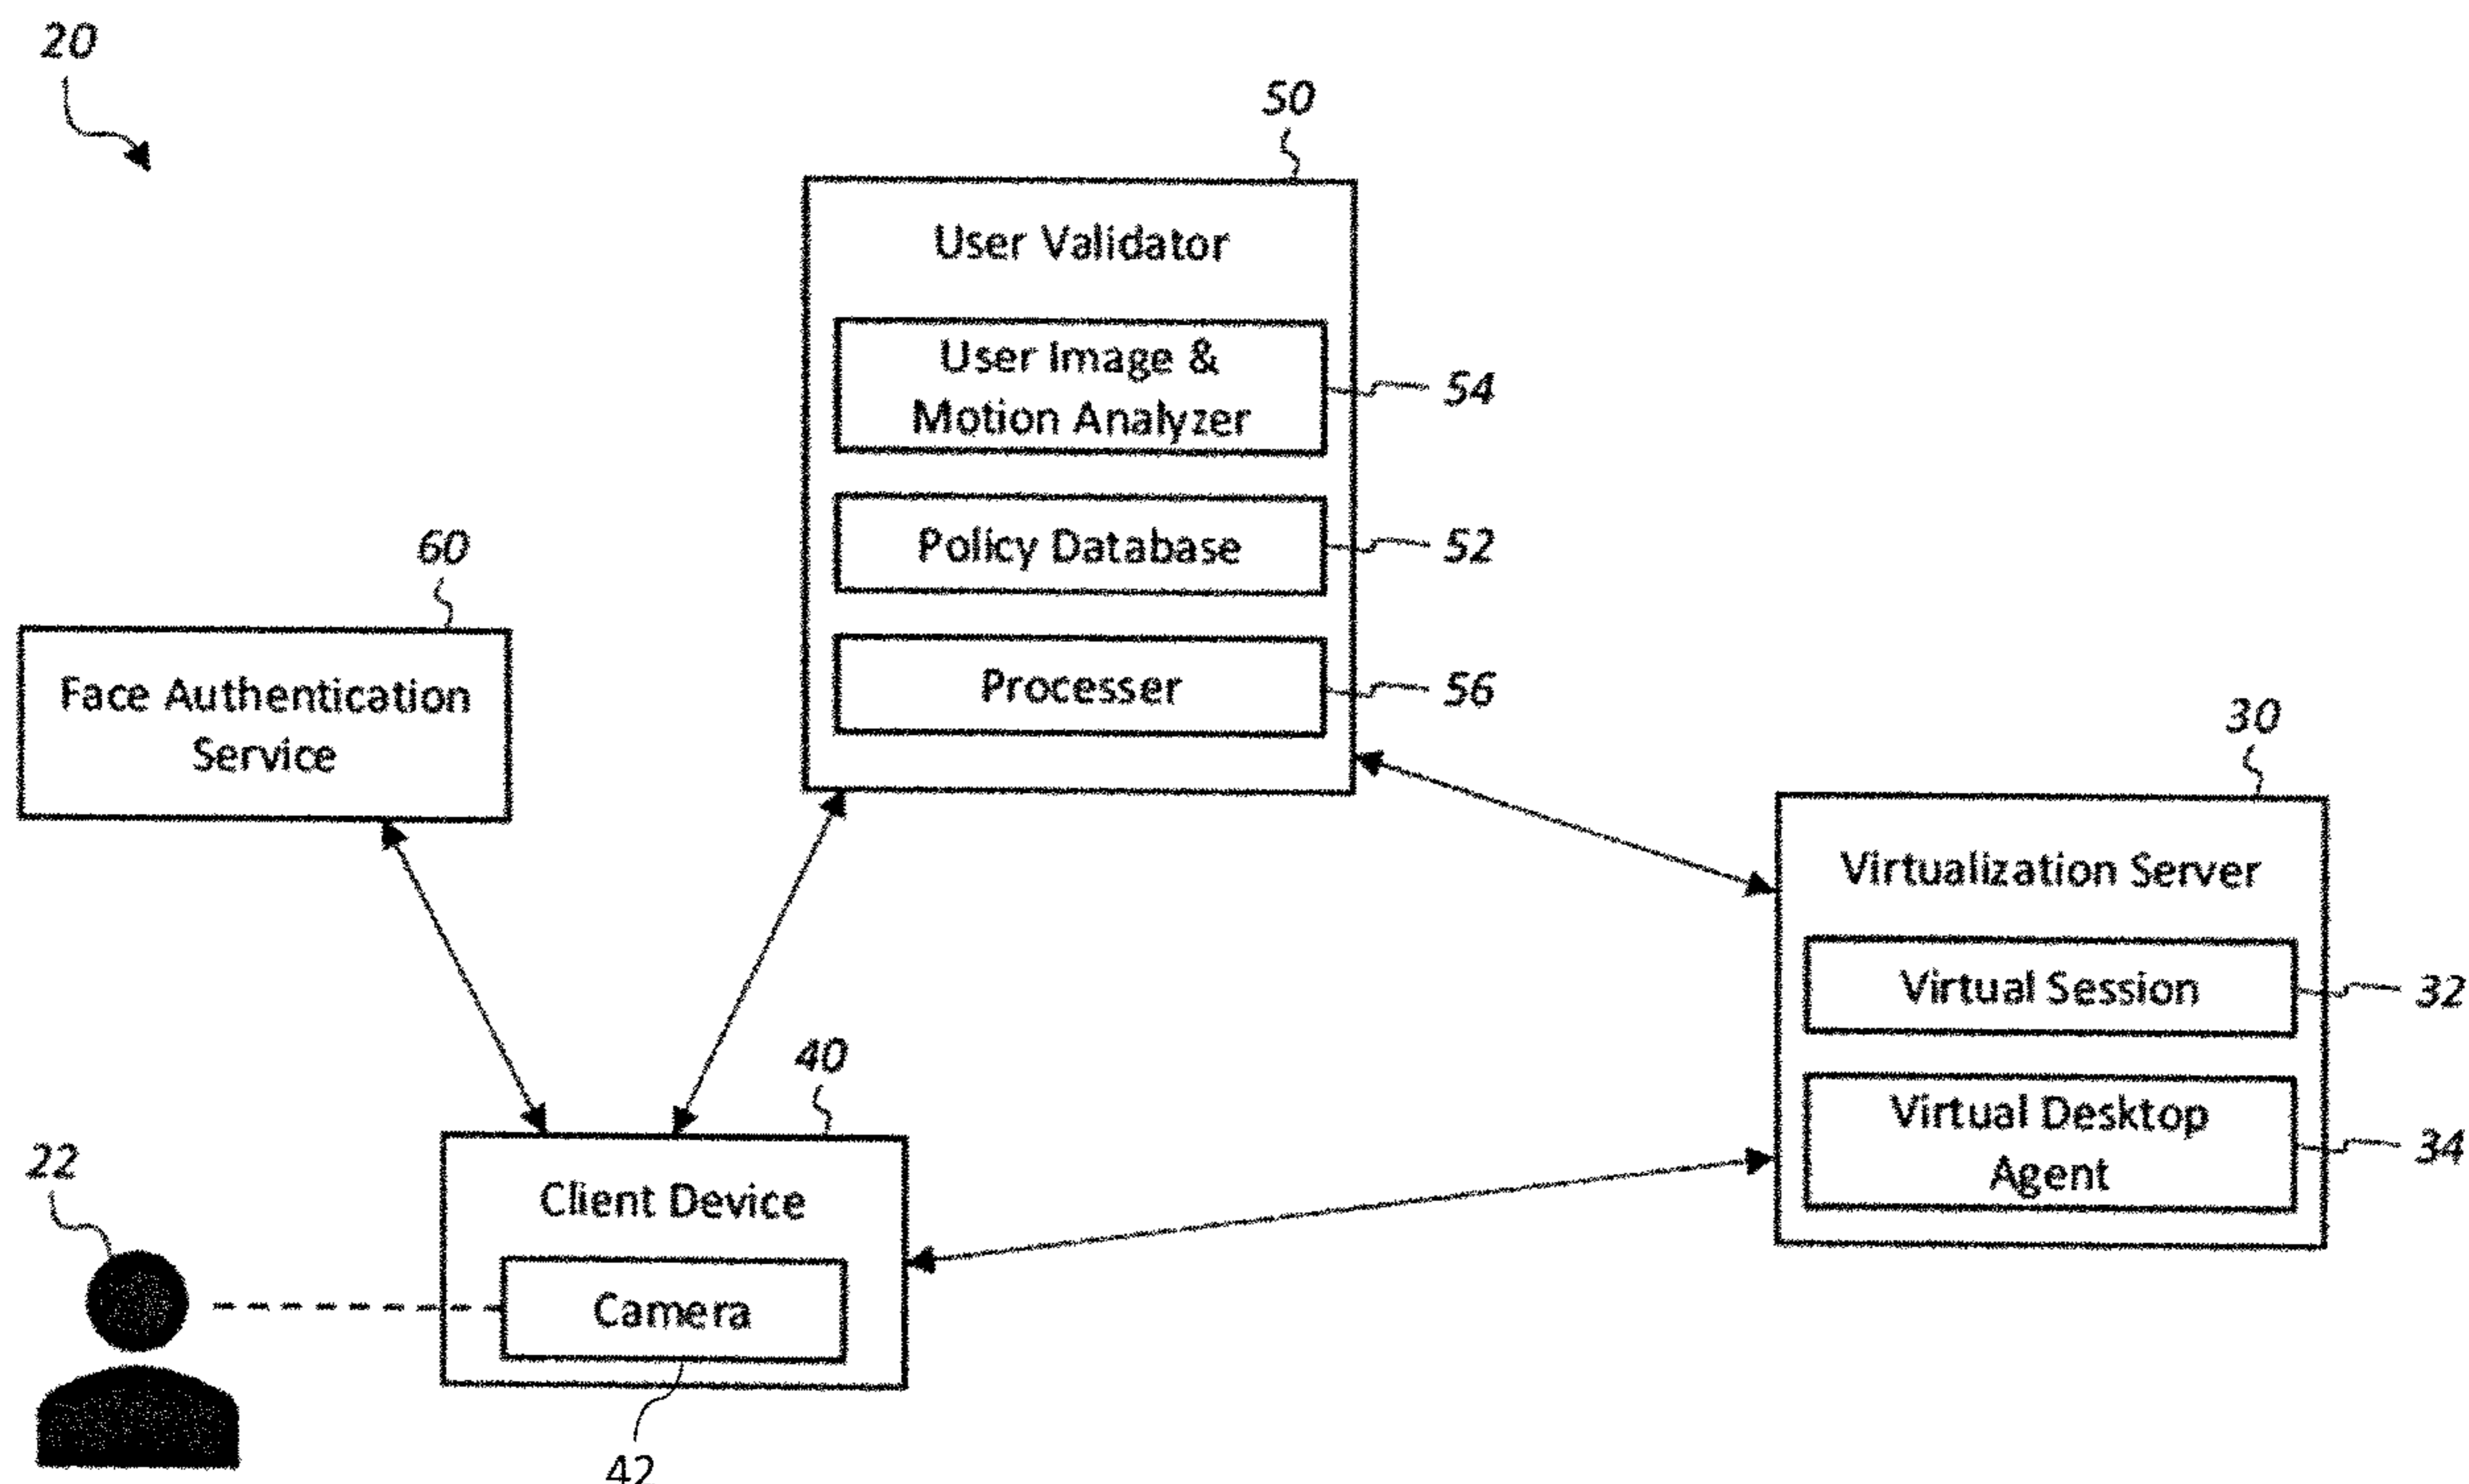 20
50
User Validator
User Image &
Motion Analyzer
54
Policy Database
52
Processer
56
60
Face Authentication
Service
30
Virtualization Server
Virtual Session
32
Virtual Desktop
Agent
34
40
Client Device
Camera
42
22